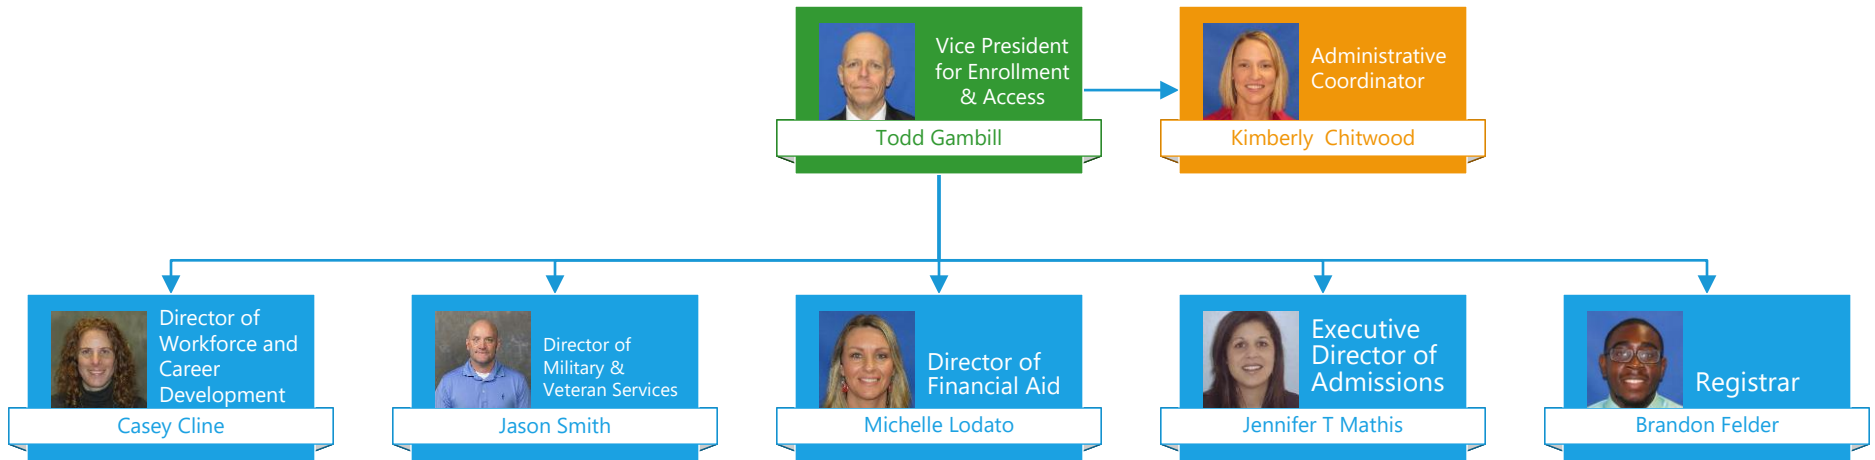 Vice President
for Enrollment
& Access
Todd Gambill
Administrative
Coordinator
Kimberly  Chitwood
Director of
Workforce and
Career
Development
Casey Cline
Director of
Military &
Veteran Services
Jason Smith
Director of
Financial Aid
Michelle Lodato
Executive
Director of
Admissions
Jennifer T Mathis
Registrar
Brandon Felder